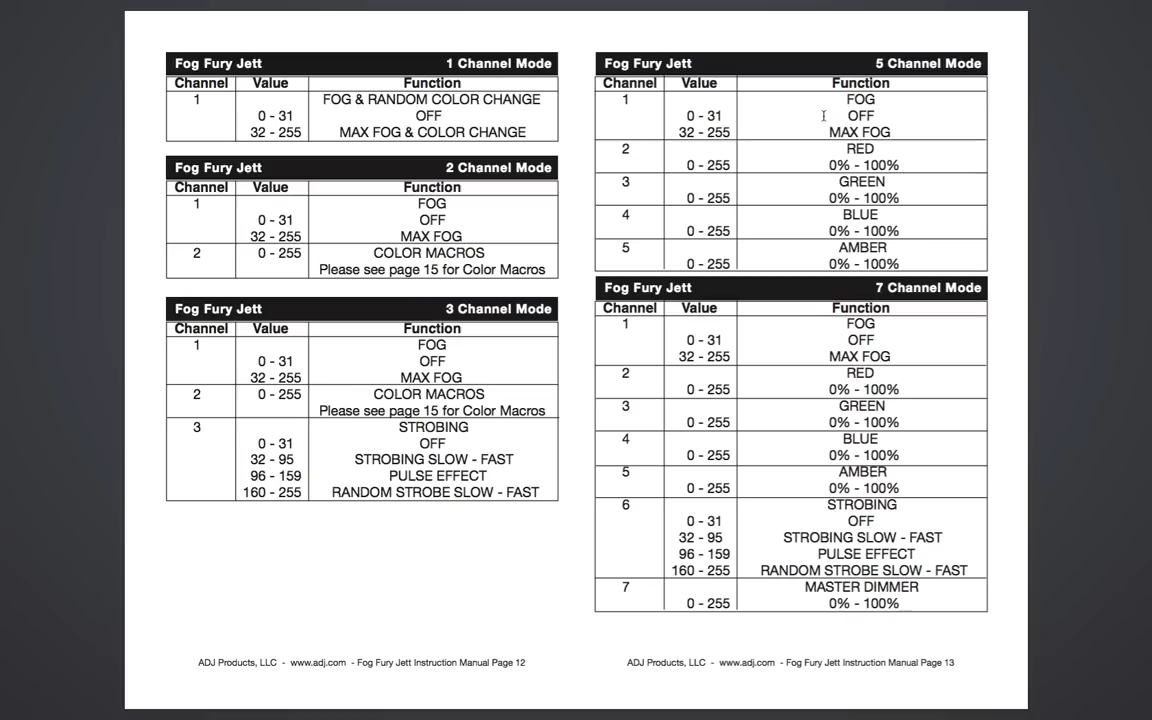 Fog Fury Jett 1 Channel Mode
Channel Value Function
1 FOG & RANDOM COLOR CHANGE
0 - 31 OFF
32 - 255 MAX FOG & COLOR CHANGE
Fog Fury Jett 2 Channel Mode
Channel Value Function
1 FOG
0 - 31 OFF
32 - 255 MAX FOG
2 0 - 255 COLOR MACROS
Please see page 15 for Color Macros
Fog Fury Jett 3 Channel Mode
Channel Value Function
1 FOG
0 - 31 OFF
32 - 255 MAX FOG
2 0 - 255 COLOR MACROS
Please see page 15 for Color Macros
3 STROBING
0 - 31 OFF
32 - 95 STROBING SLOW - FAST
96 - 159 PULSE EFFECT
160 - 255 RANDOM STROBE SLOW - FAST
ADJ Products, LLC - www.adj.com - Fog Fury Jett Instruction Manual Page 12
Fog Fury Jett 5 Channel Mode
Channel Value Function
1 FOG
0 - 31 OFF
32 - 255 MAX FOG
2 RED
0 - 255 0% - 100%
3 GREEN
0 - 255 0% - 100%
4 BLUE
0 - 255 0% - 100%
5 AMBER
0 - 255 0% - 100%
Fog Fury Jett 7 Channel Mode
Channel Value Function
1 FOG
0 - 31 OFF
32 - 255 MAX FOG
2 RED
0 - 255 0% - 100%
3 GREEN
0 - 255 0% - 100%
4 BLUE
0 - 255 0% - 100%
5 AMBER
0 - 255 0% - 100%
6 STROBING
0 - 31 OFF
32 - 95 STROBING SLOW - FAST
96 - 159 PULSE EFFECT
160 - 255 RANDOM STROBE SLOW - FAST
7 MASTER DIMMER
0 - 255 0% - 100%
ADJ Products, LLC - www.adj.com - Fog Fury Jett Instruction Manual Page 13